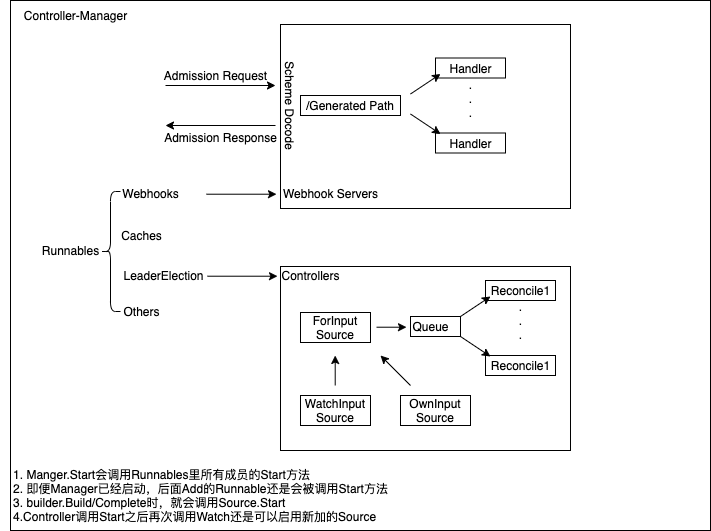 Controller-Manager
Admission Request
Admission Response
Scheme Docode
/Generated Path
Handler
.
.
.
Handler
Webhook Servers
Runnables
Webhooks
Caches
LeaderElection
Others
Controllers
ForInput
Source
Queue
Reconcile1
.
.
.
Reconcile1
WatchInput
Source
OwnInput
Source
1. Manger.Start会调用Runnables里所有成员的Start方法
2. 即便Manager已经启动，后面Add的Runnable还是会被调用Start方法
3. builder.Build/Complete时，就会调用Source.Start
4.Controller调用Start之后再次调用Watch还是可以启用新加的Source